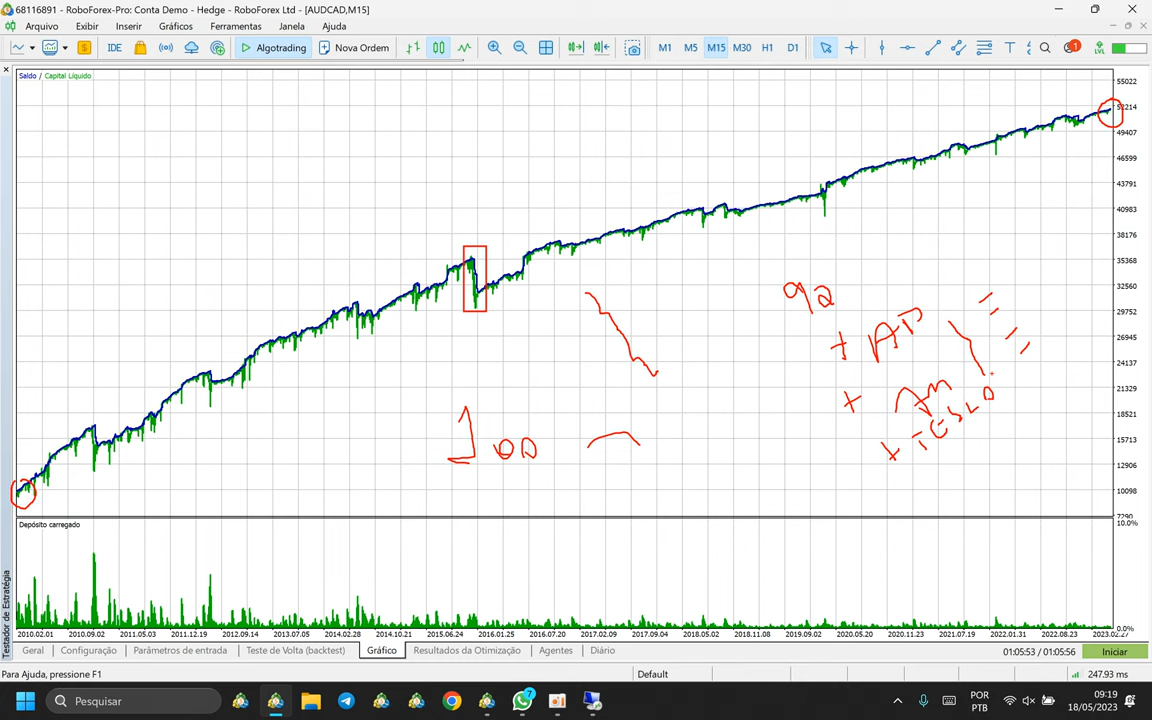 68116891 - RoboForex-Pro: Conta Demo - Hedge - RoboForex Ltd - [AUDCAD,M15]
Arquivo Exibir Inserir Gráficos Ferramentas Janela Ajuda
IDE Algotrading Nova Ordem M1 M5 M15 M30 H1 D1 T 1 LVL
Saldo / Capital Líquido
55022
52214
49407
46599
43791
40983
38176
35368
32560
29752
26945
24137
21329
18521
15713
12906
10098
7290
100
Depósito carregado
10.0%
0.0%
2010.02.01 2010.09.02 2011.05.03 2011.12.19 2012.09.14 2013.07.05 2014.02.28 2014.10.21 2015.06.24 2016.01.25 2016.07.20 2017.02.09 2017.09.04 2018.05.02 2018.11.08 2019.09.02 2020.05.20 2020.11.23 2021.07.19 2022.01.31 2022.08.23 2023.02.27
Testador de Estratégia
Geral Configuração Parâmetros de entrada Teste de Volta (backtest) Gráfico Resultados da Otimização Agentes Diário 01:05:53 / 01:05:56 Iniciar
Para Ajuda, pressione F1 Default 247.93 ms
Pesquisar 7 POR PTB 09:19 18/05/2023